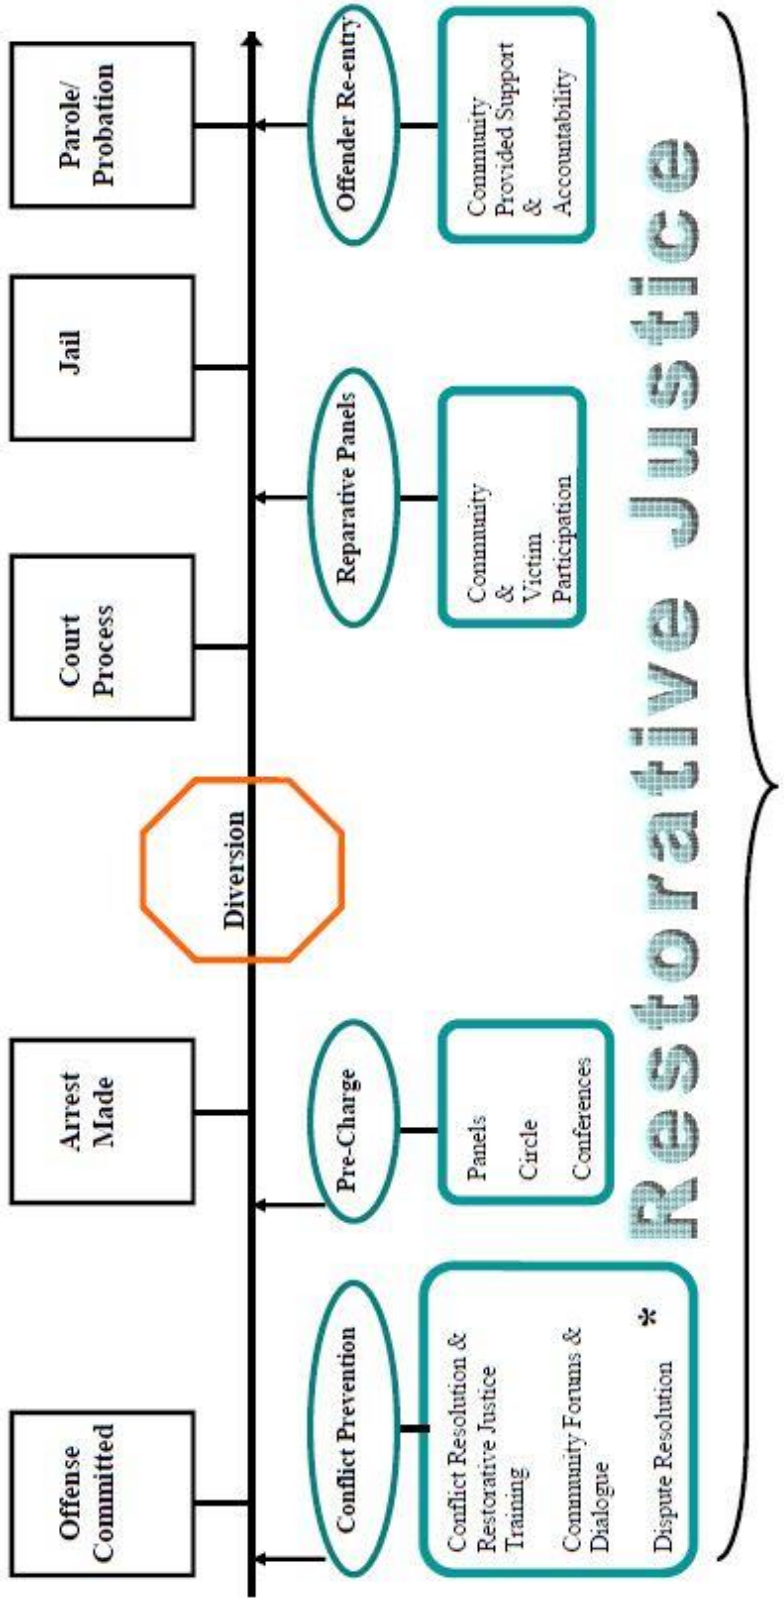 Offense
Committed
Arrest
Made
Court
Process
Jail
Parole/
Probation
Diversion
Conflict Prevention
Pre-Charge
Reparative Panels
Offender Re-entry
Conflict Resolution &
Restorative Justice
Training
Community Forums &
Dialogue
Dispute Resolution *
Panels
Circle
Conferences
Community
&
Victim
Participation
Community
Provided Support
&
Accountability
Restorative Justice